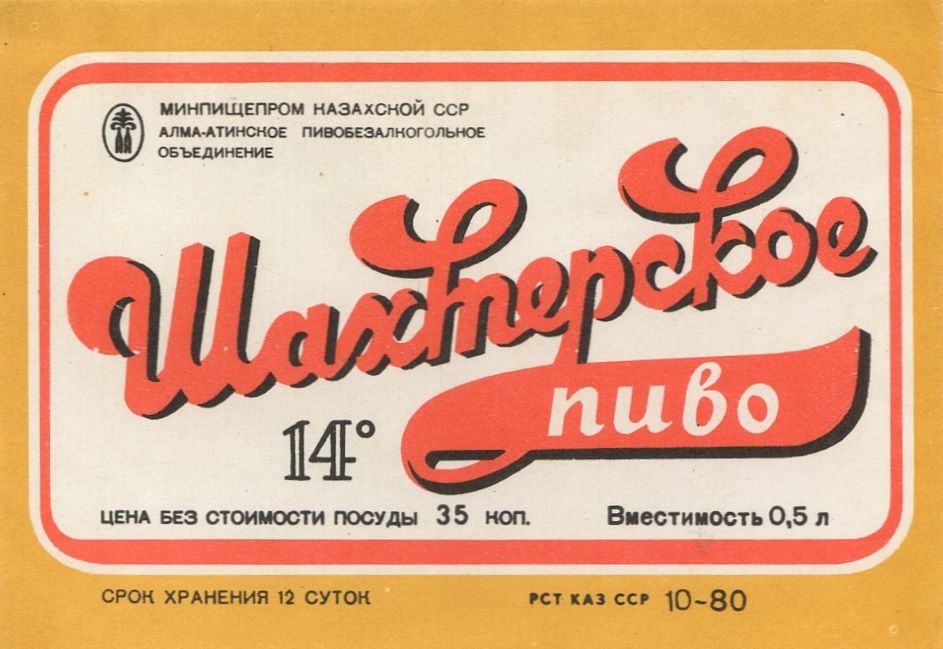 МИНПИЩЕПРОМ КАЗАХСКОЙ ССР
АЛМА-АТИНСКОЕ ПИВОБЕЗАЛКОГОЛЬНОЕ
ОБЪЕДИНЕНИЕ
Шахтерское
пиво
14°
ЦЕНА БЕЗ СТОИМОСТИ ПОСУДЫ 35 КОП. Вместимость 0,5 л
СРОК ХРАНЕНИЯ 12 СУТОК РСТ КАЗ ССР 10-80